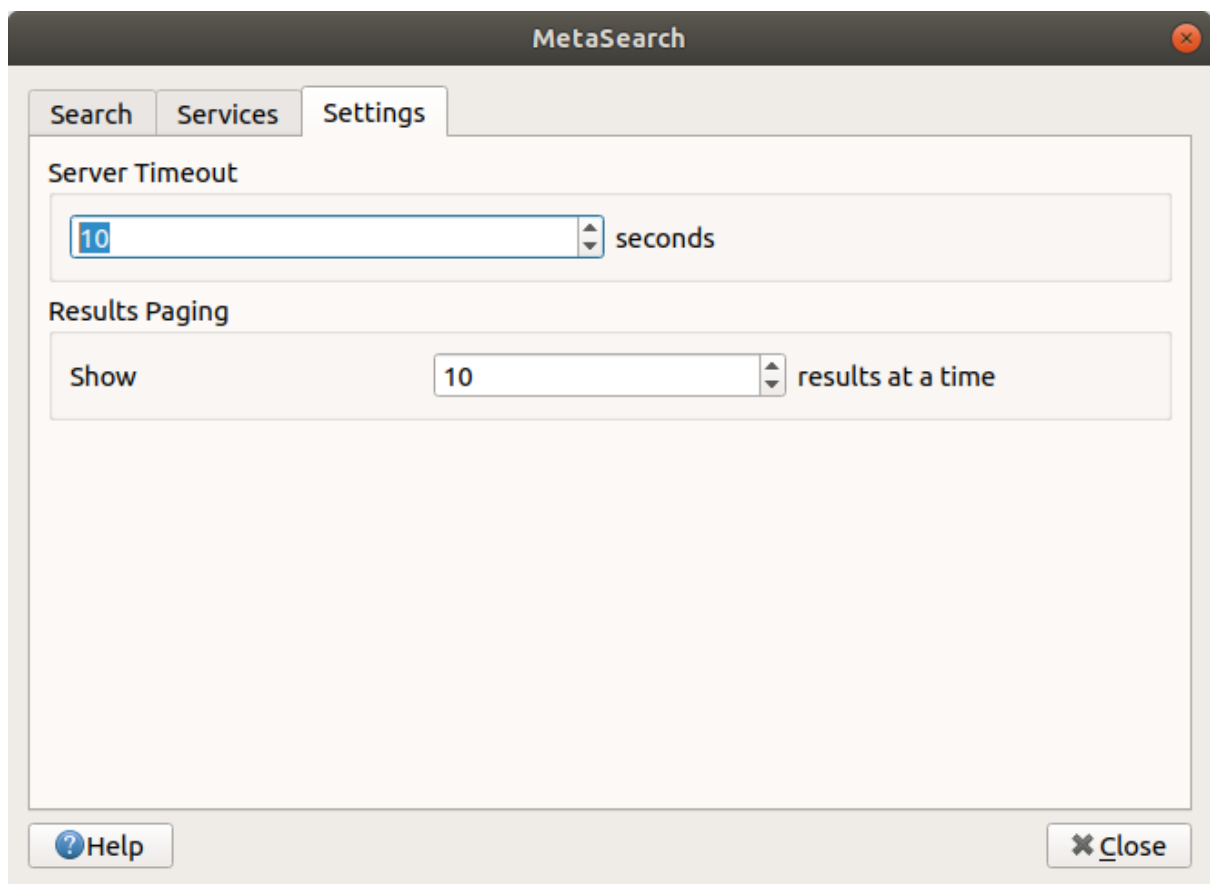 MetaSearch
Search Services Settings
Server Timeout
10 seconds
Results Paging
Show 10 results at a time
Help Close